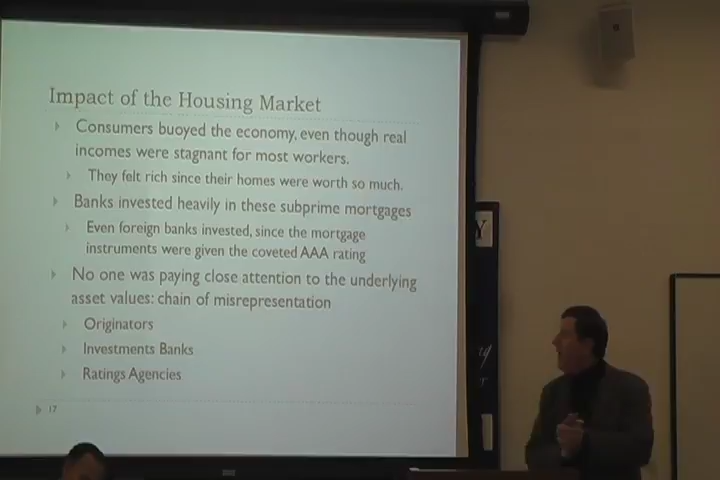 Impact of the Housing Market
Consumers buoyed the economy, even though real
incomes were stagnant for most workers.
They felt rich since their homes were worth so much.
Banks invested heavily in these subprime mortgages
Even foreign banks invested, since the mortgage
instruments were given the coveted AAA rating
No one was paying close attention to the underlying
asset values: chain of misrepresentation
Originators
Investments Banks
Ratings Agencies
17
Y